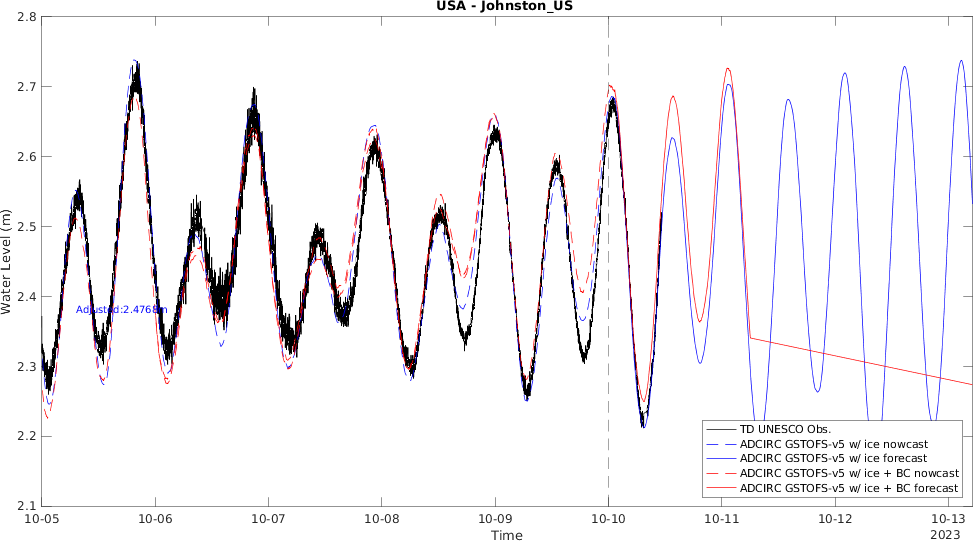 USA - Johnston_US
2.8
2.7
2.6
2.5
2.4
2.3
2.2
2.1
Water Level (m)
Adjusted:2.4768m
TD UNESCO Obs.
ADCIRC GSTOFS-v5 w/ ice nowcast
ADCIRC GSTOFS-v5 w/ ice forecast
ADCIRC GSTOFS-v5 w/ ice + BC nowcast
ADCIRC GSTOFS-v5 w/ ice + BC forecast
10-05 10-06 10-07 10-08 10-09 10-10 10-11 10-12 10-13
2023
Time